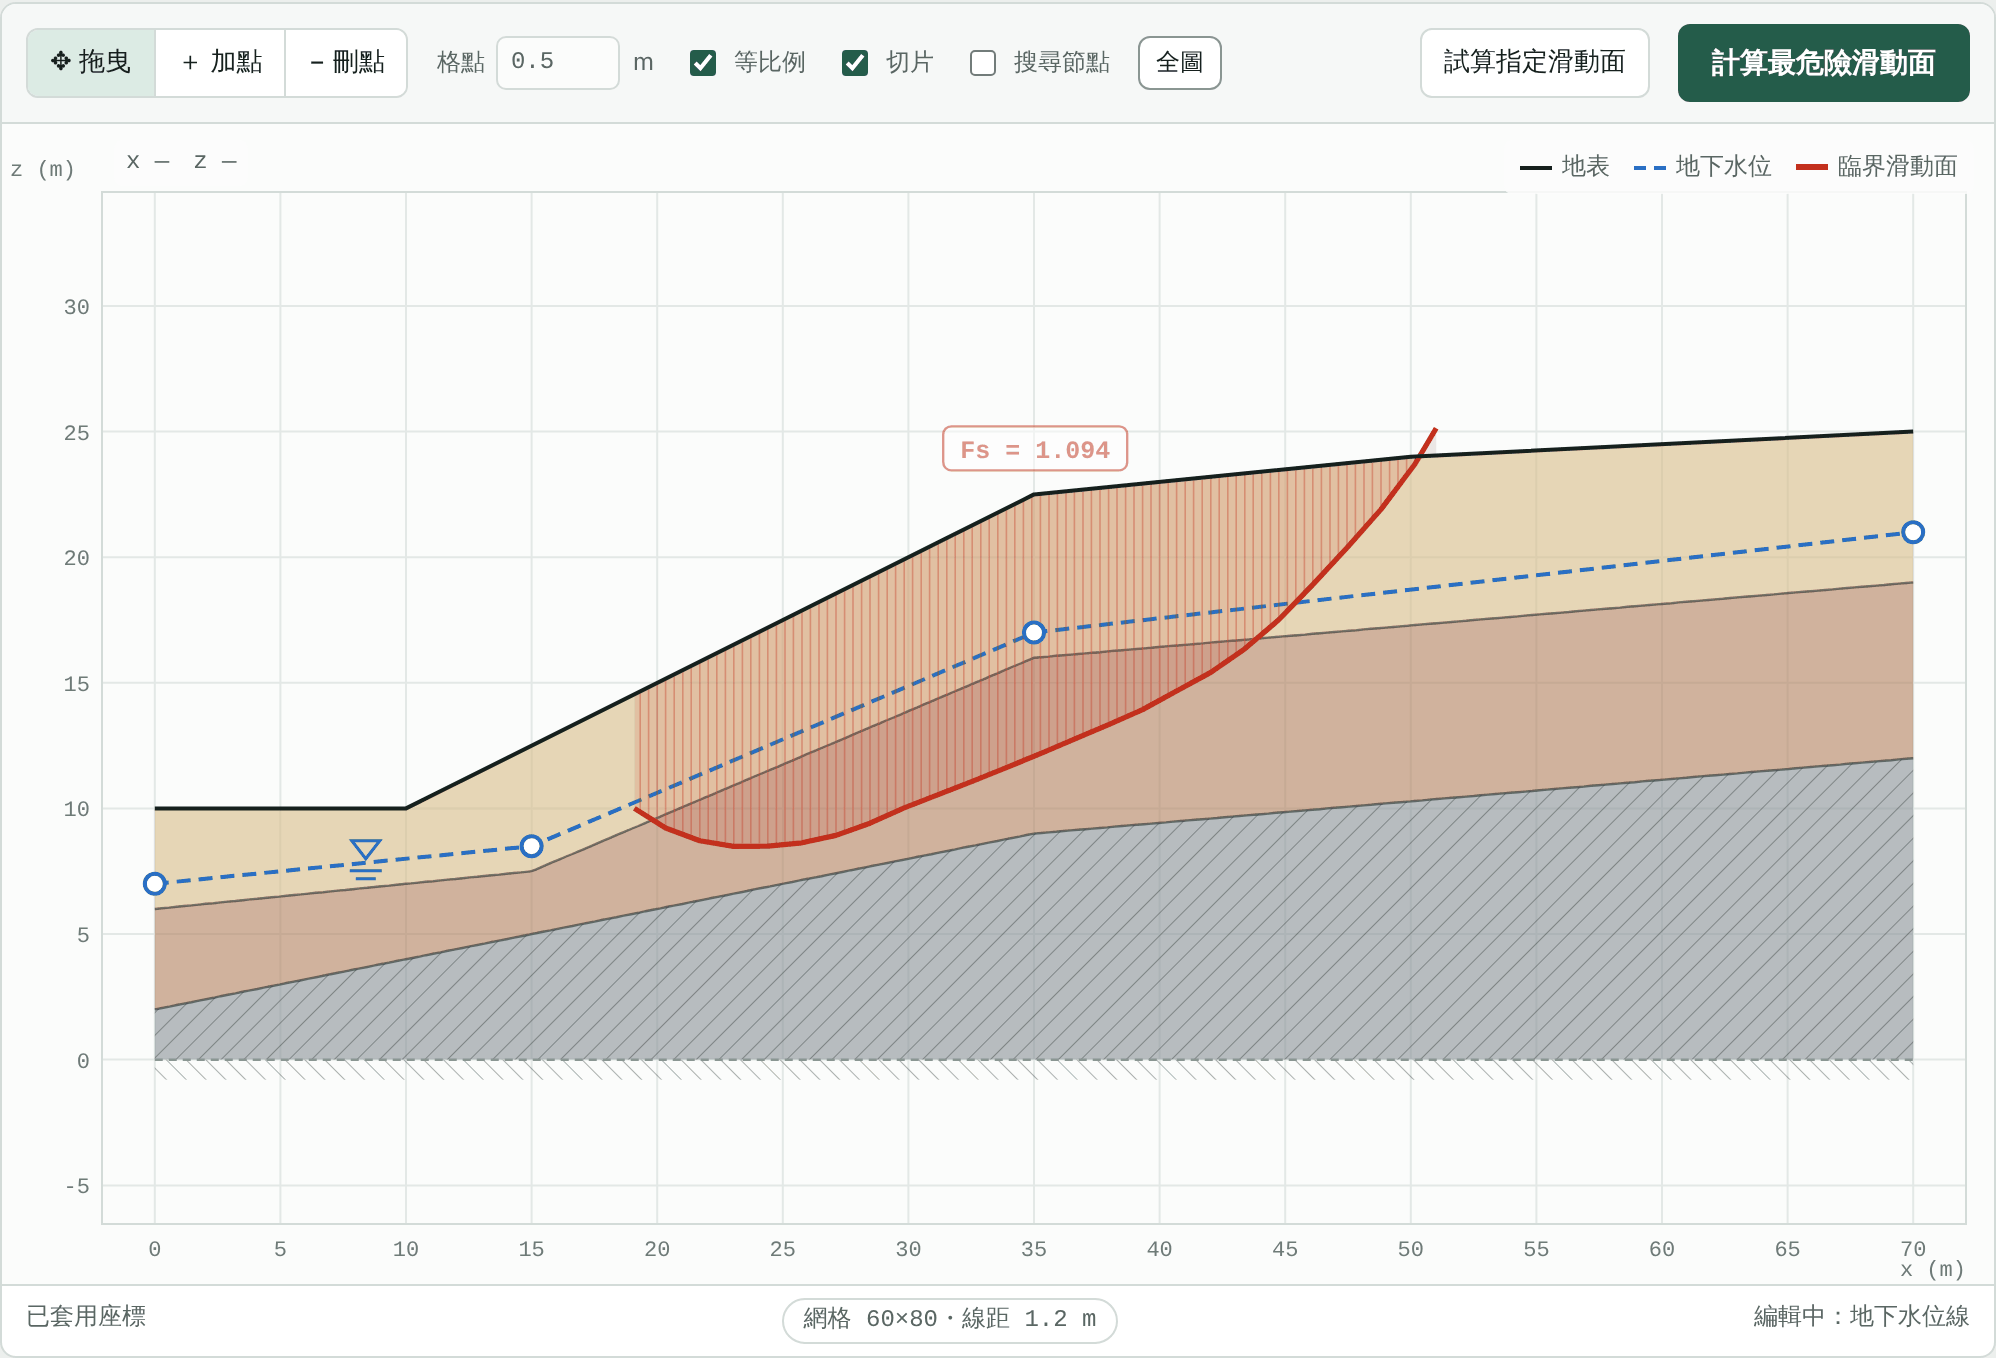 ✥ 拖曳 ＋ 加點 － 刪點 格點 0.5 m 等比例 切片 搜尋節點 全圖 試算指定滑動面 計算最危險滑動面
z (m) x — z — 地表 地下水位 臨界滑動面
30
25
Fs = 1.094
20
15
10
5
0
-5
0 5 10 15 20 25 30 35 40 45 50 55 60 65 70
x (m)
已套用座標 網格 60×80・線距 1.2 m 編輯中：地下水位線